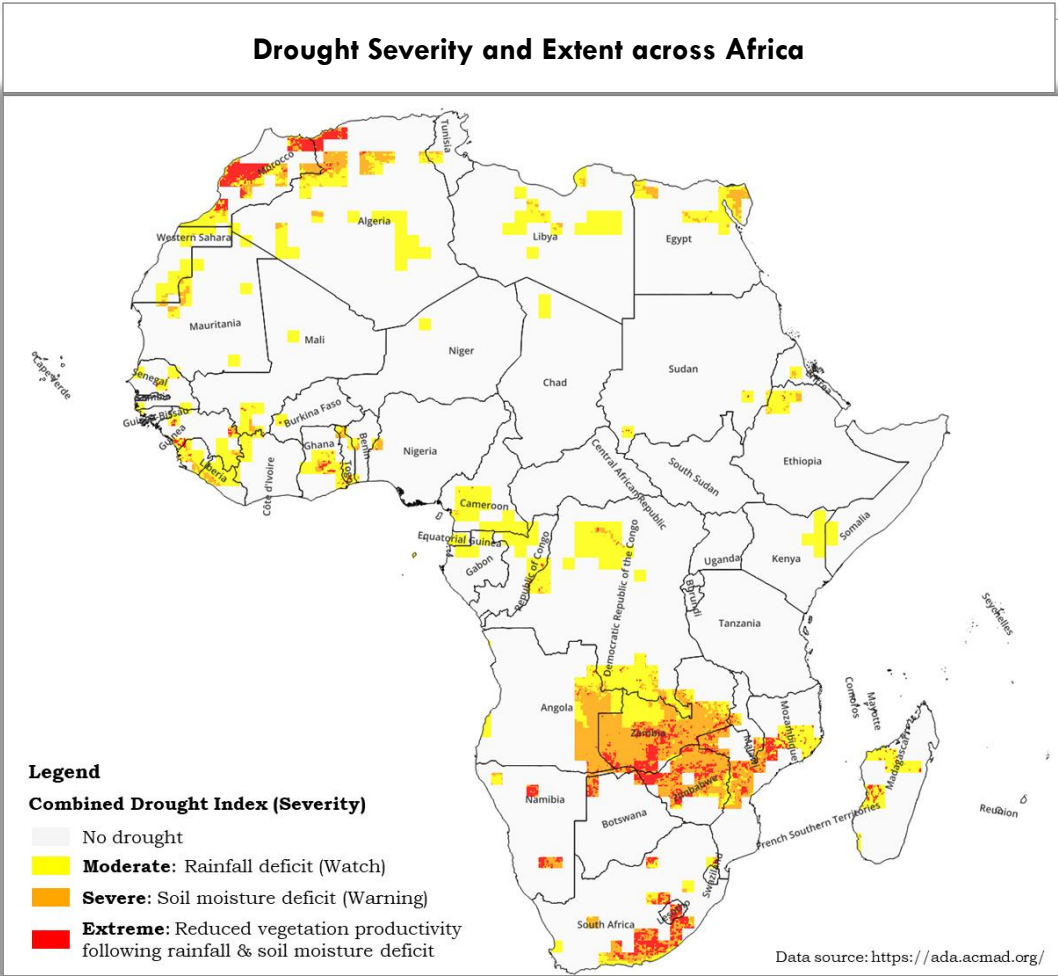 Drought Severity and Extent across Africa
Tunisia
Morocco
Algeria
Libya
Egypt
Western Sahara
Mauritania
Mali
Niger
Chad
Sudan
Eritrea
Cape Verde
Senegal
Gambia
Guinea-Bissau
Guinea
Burkina Faso
Ghana
Togo
Benin
Nigeria
Liberia
Côte d'Ivoire
Central African Republic
South Sudan
Ethiopia
Somalia
Cameroon
Equatorial Guinea
Gabon
Republic of Congo
Democratic Republic of the Congo
Uganda
Kenya
Burundi
Tanzania
Seychelles
Comoros
Mayotte
Angola
Zambia
Malawi
Mozambique
Madagascar
Zimbabwe
Namibia
Botswana
French Southern Territories
Reunion
Swaziland
Lesotho
South Africa
Legend
Combined Drought Index (Severity)
No drought
Moderate: Rainfall deficit (Watch)
Severe: Soil moisture deficit (Warning)
Extreme: Reduced vegetation productivity
following rainfall & soil moisture deficit
Data source: https://ada.acmad.org/